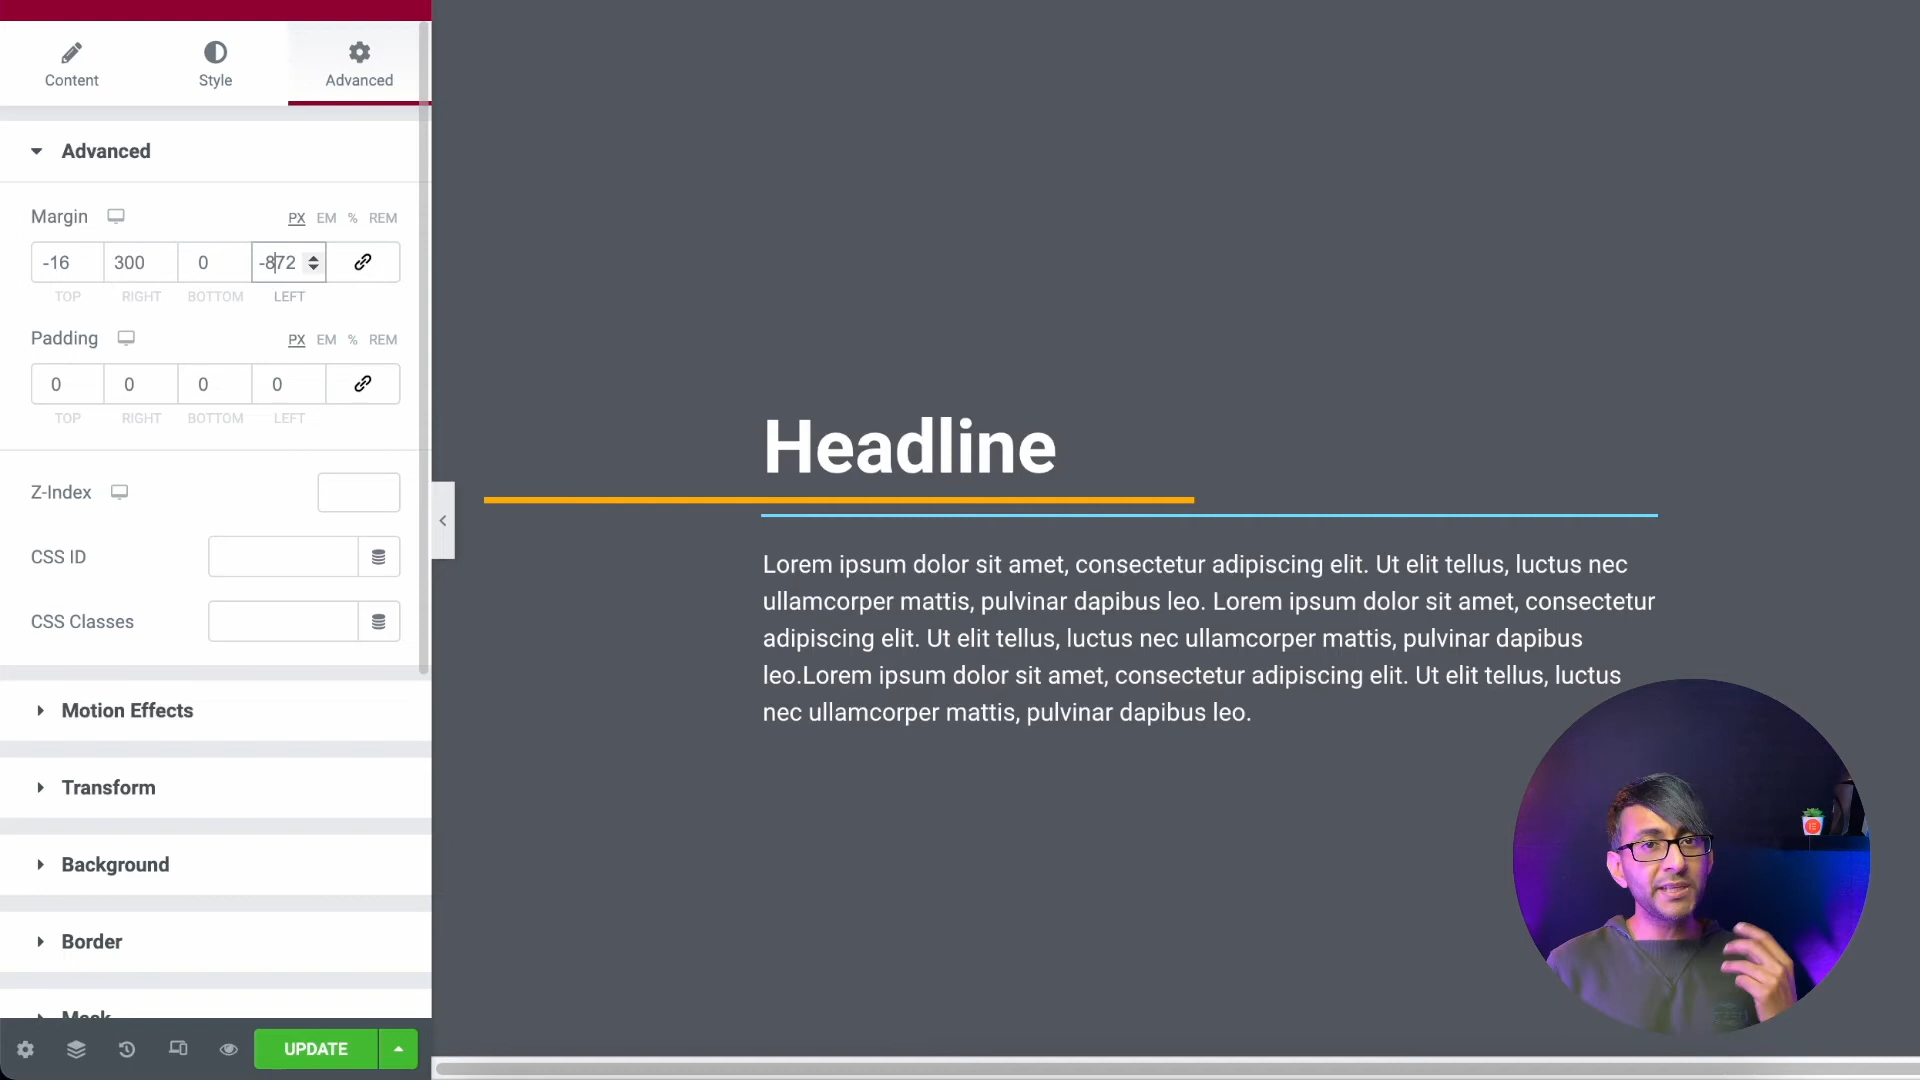 Content
Style
Advanced
Advanced
Margin
PX EM % REM
-16 300 0 -872
TOP RIGHT BOTTOM LEFT
Padding
PX EM % REM
0 0 0 0
TOP RIGHT BOTTOM LEFT
Z-Index
CSS ID
CSS Classes
Motion Effects
Transform
Background
Border
Mask
UPDATE
Headline
Lorem ipsum dolor sit amet, consectetur adipiscing elit. Ut elit tellus, luctus nec
ullamcorper mattis, pulvinar dapibus leo. Lorem ipsum dolor sit amet, consectetur
adipiscing elit. Ut elit tellus, luctus nec ullamcorper mattis, pulvinar dapibus
leo.Lorem ipsum dolor sit amet, consectetur adipiscing elit. Ut elit tellus, luctus
nec ullamcorper mattis, pulvinar dapibus leo.